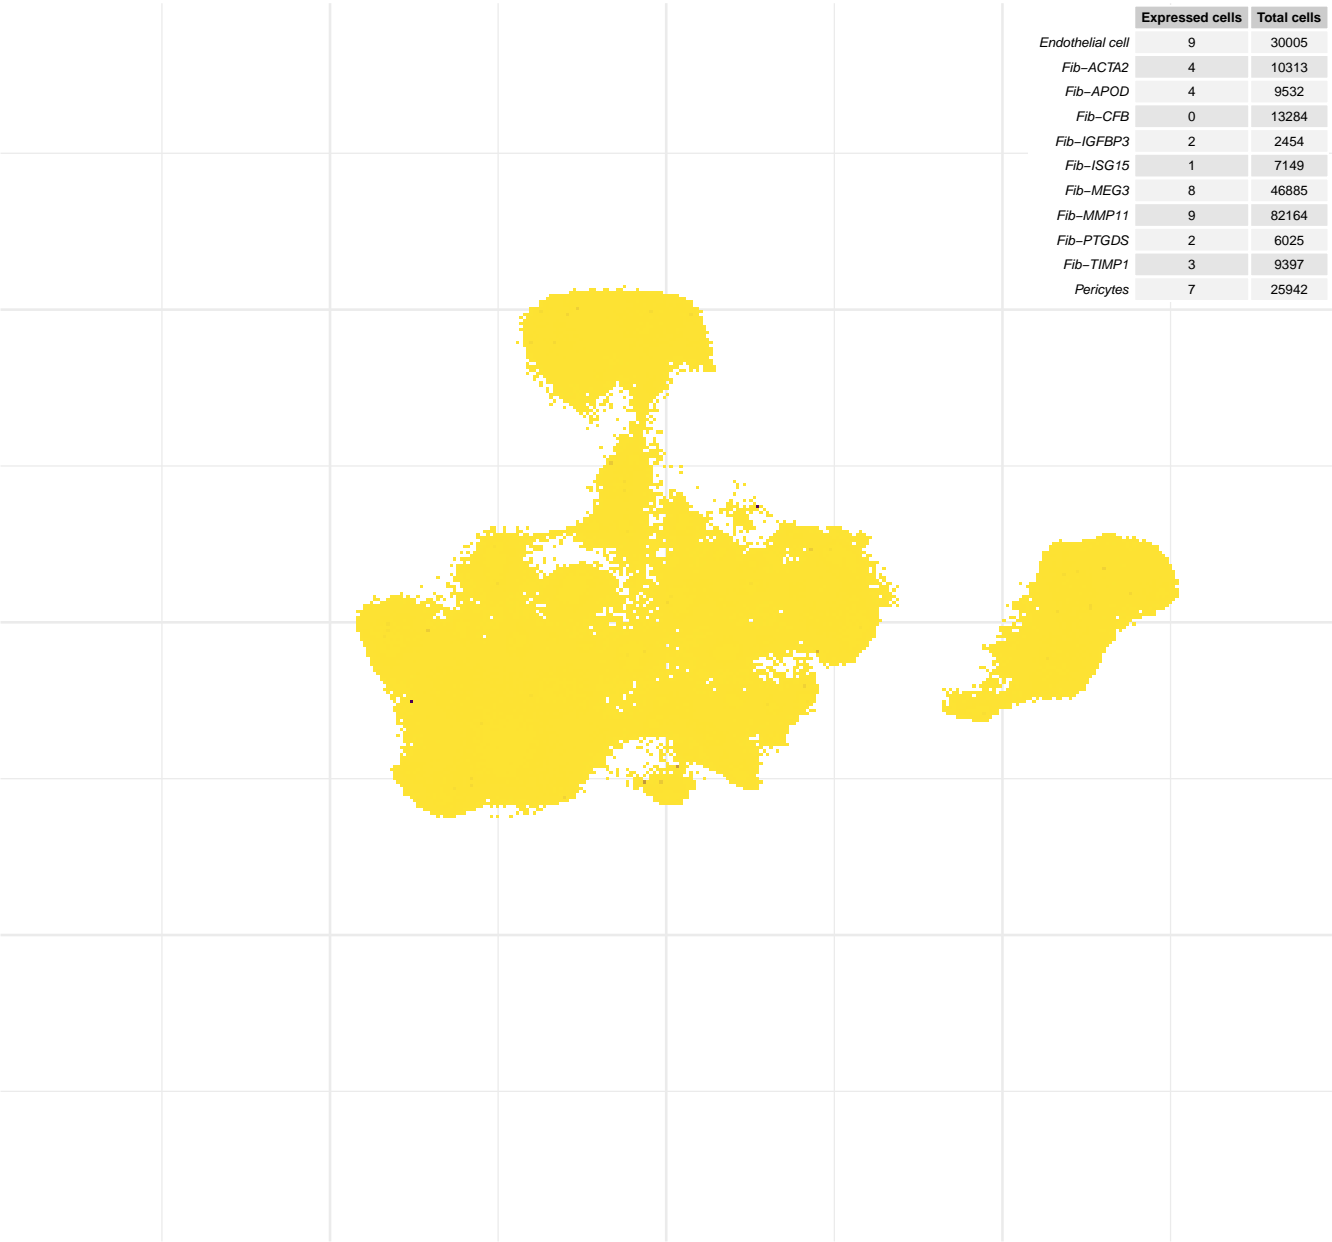 Expressed cells Total cells
Endothelial cell 9 30005
Fib−ACTA2 4 10313
Fib−APOD 4 9532
Fib−CFB 0 13284
Fib−IGFBP3 2 2454
Fib−ISG15 1 7149
Fib−MEG3 8 46885
Fib−MMP11 9 82164
Fib−PTGDS 2 6025
Fib−TIMP1 3 9397
Pericytes 7 25942